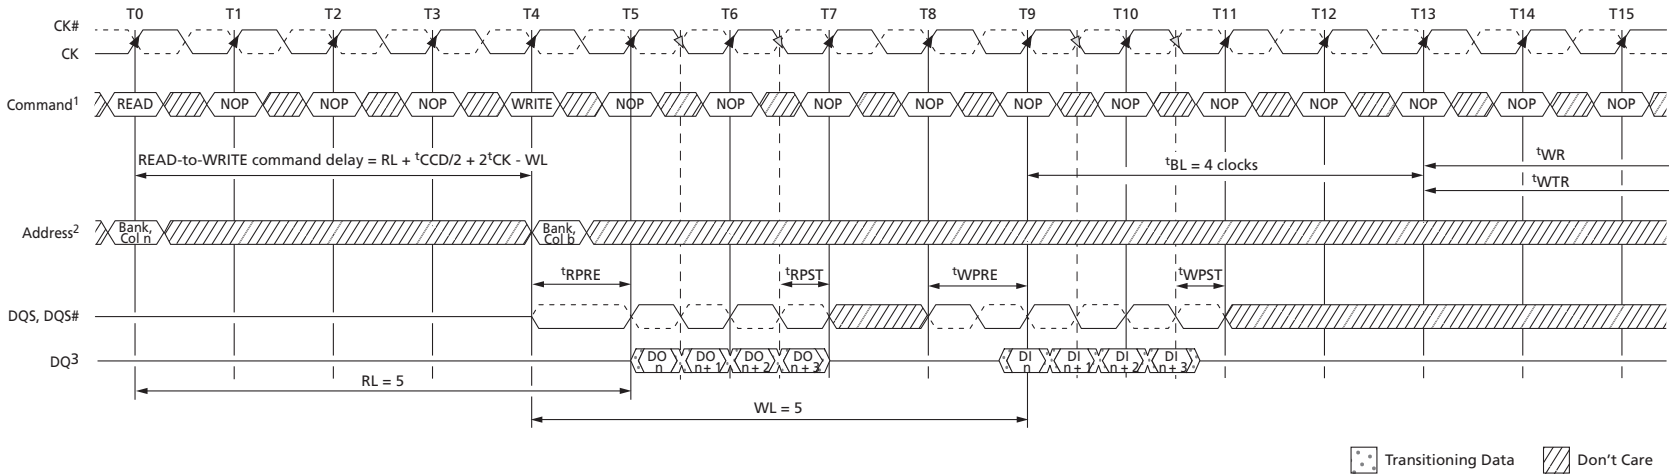 T0 T1 T2 T3 T4 T5 T6 T7 T8 T9 T10 T11 T12 T13 T14 T15
CK#
CK
Command1 READ NOP NOP NOP WRITE NOP NOP NOP NOP NOP NOP NOP NOP NOP NOP NOP
READ-to-WRITE command delay = RL + tCCD/2 + 2tCK - WL
tBL = 4 clocks
tWR
tWTR
Address2 Bank, Col n Bank, Col b
tRPRE tRPST tWPRE tWPST
DQS, DQS#
DQ3 DO n DO n + 1 DO n + 2 DO n + 3 DI n DI n + 1 DI n + 2 DI n + 3
RL = 5
WL = 5
Transitioning Data Don't Care